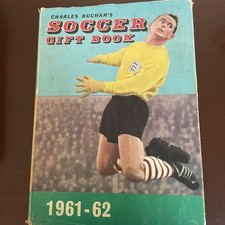 CHARLES BUCHAN'S
SOCCER
GIFT BOOK
1961-62